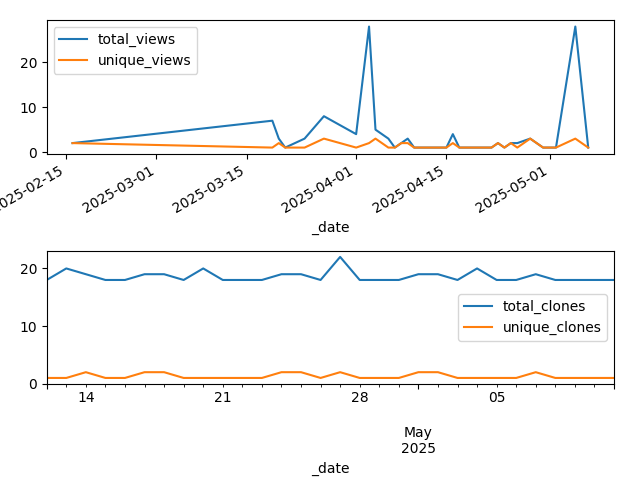 total_views
unique_views
20
10
0
2025-02-15
2025-03-01
2025-03-15
2025-04-01
2025-04-15
2025-05-01
_date
20
10
0
total_clones
unique_clones
14
21
28
05
May
2025
_date